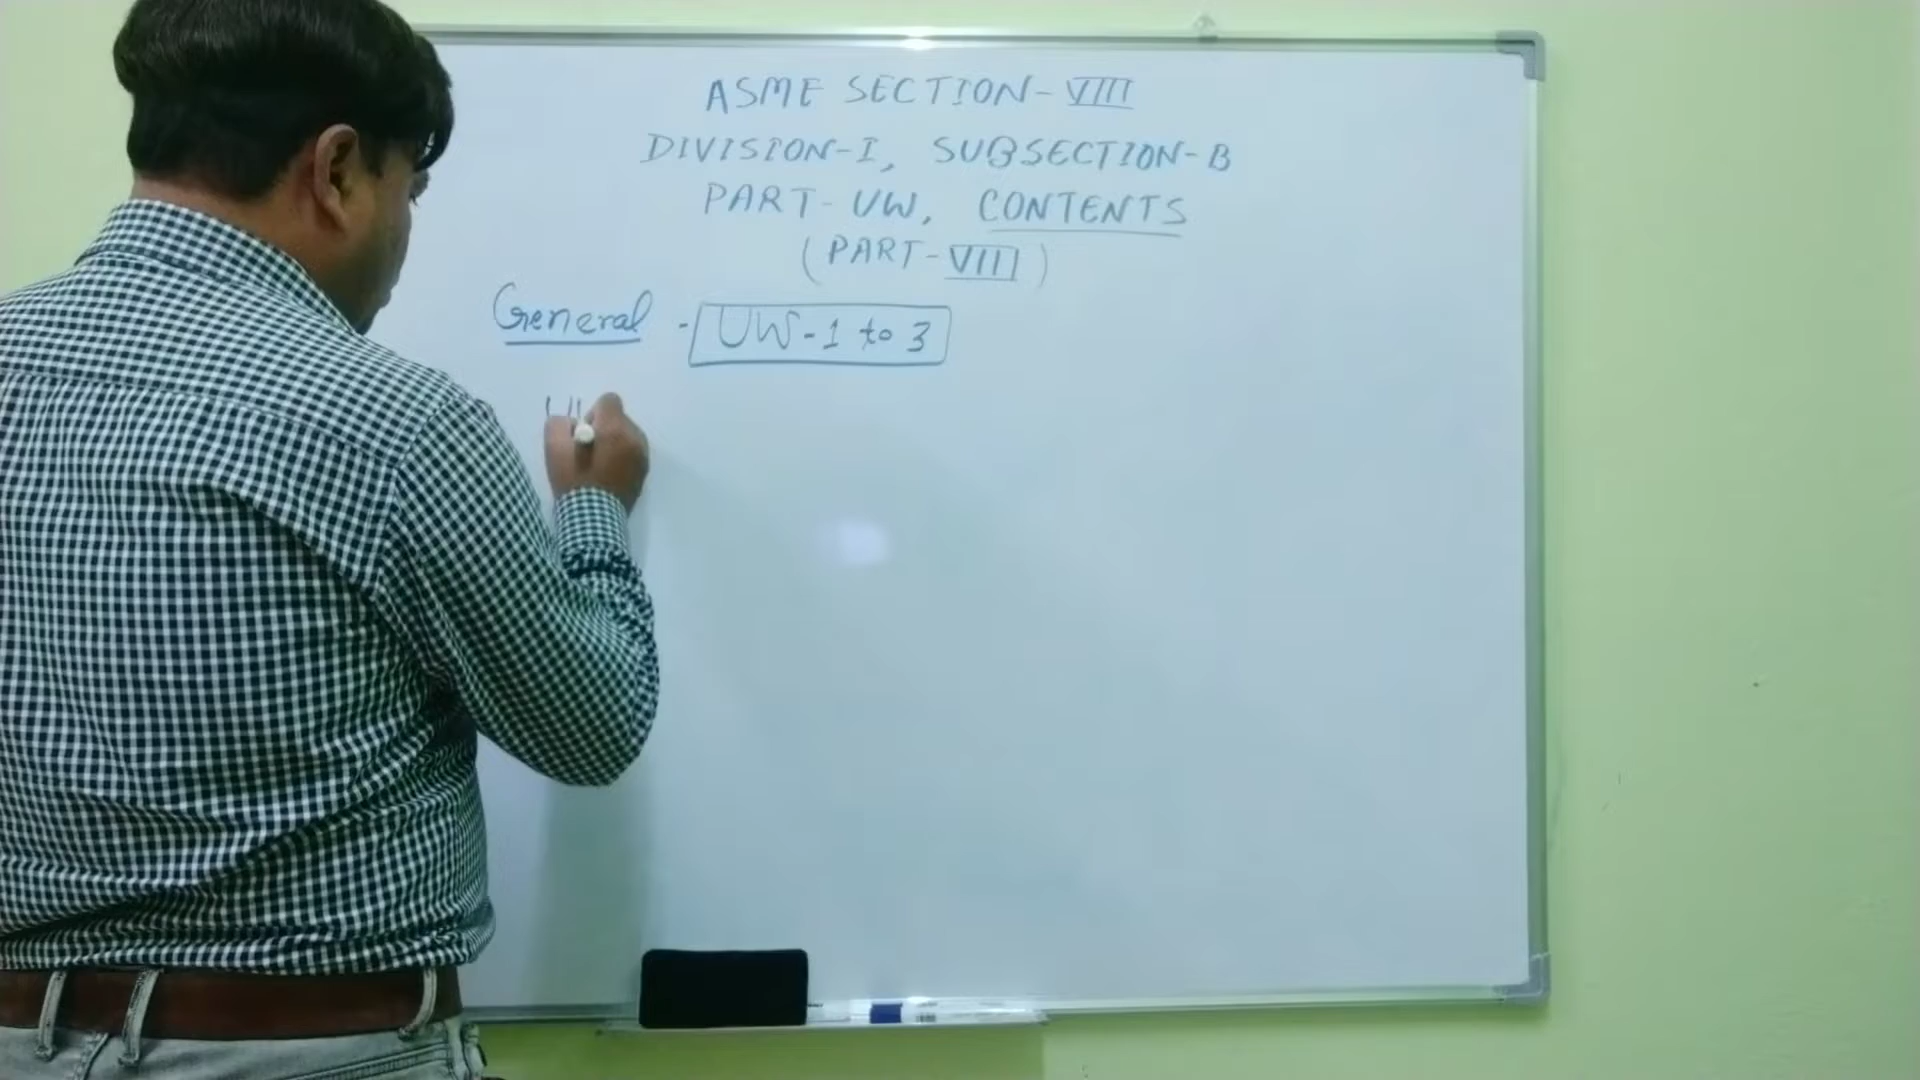 ASME SECTION-VIII
DIVISION-I, SUBSECTION-B
PART-UW, CONTENTS
(PART-VIII)
General - UW-1 to 3